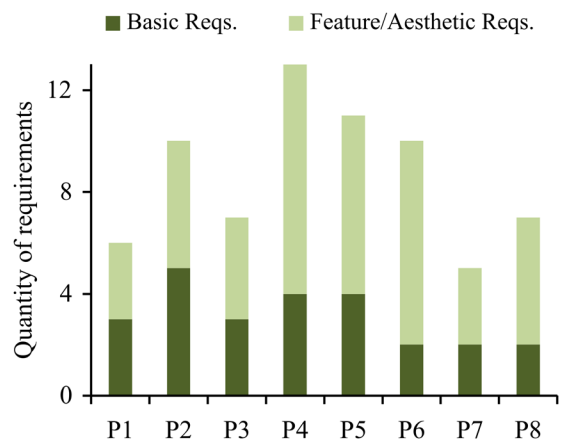 Basic Reqs. Feature/Aesthetic Reqs.
Quantity of requirements
12
8
4
0
P1 P2 P3 P4 P5 P6 P7 P8